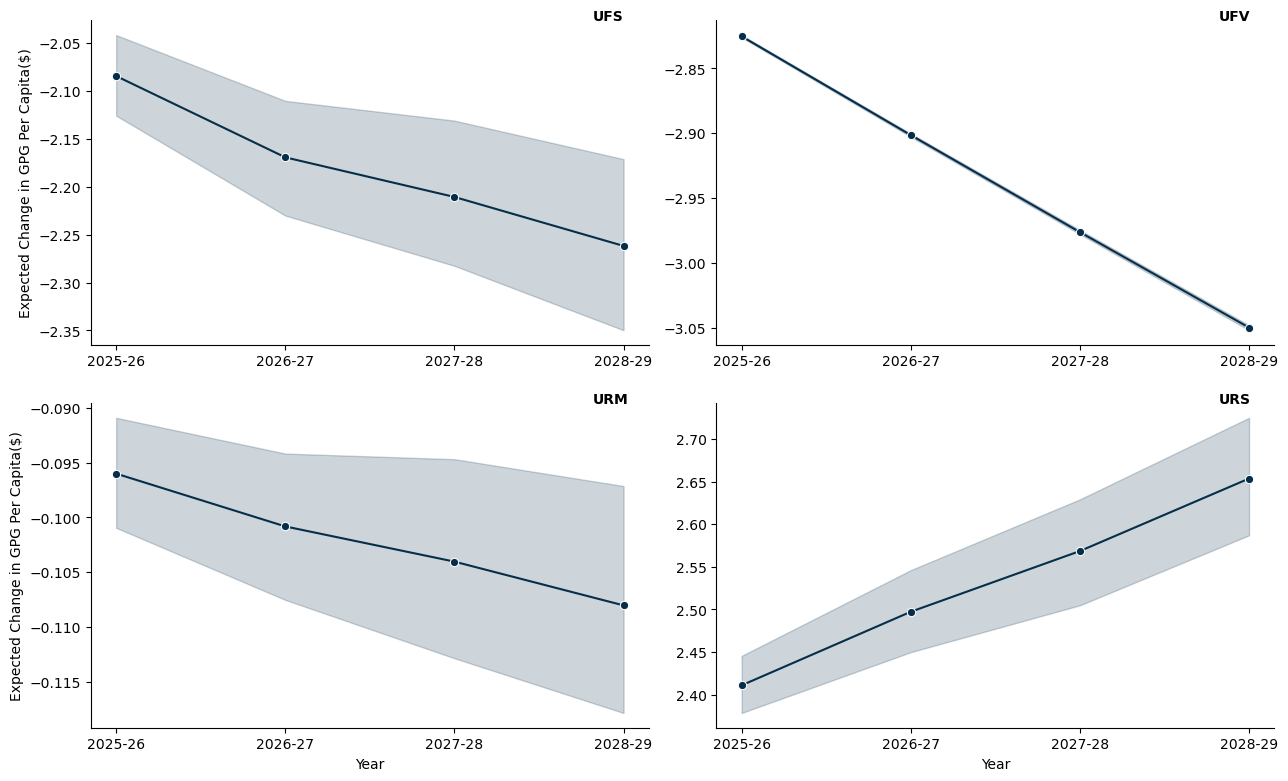 UFS
Expected Change in GPG Per Capita($)
−2.05
−2.10
−2.15
−2.20
−2.25
−2.30
−2.35
2025-26 2026-27 2027-28 2028-29
UFV
−2.85
−2.90
−2.95
−3.00
−3.05
2025-26 2026-27 2027-28 2028-29
URM
Expected Change in GPG Per Capita($)
−0.090
−0.095
−0.100
−0.105
−0.110
−0.115
2025-26 2026-27 2027-28 2028-29
Year
URS
2.70
2.65
2.60
2.55
2.50
2.45
2.40
2025-26 2026-27 2027-28 2028-29
Year